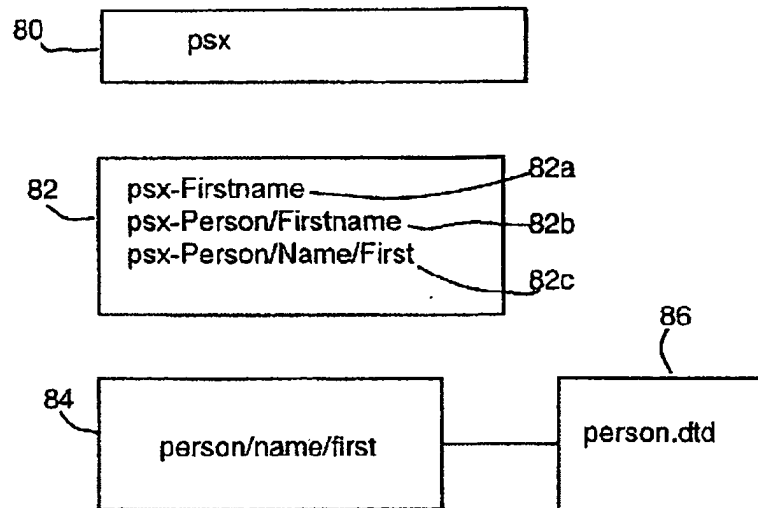 80
psx
82
psx-Firstname
82a
psx-Person/Firstname
82b
psx-Person/Name/First
82c
86
84
person/name/first
person.dtd